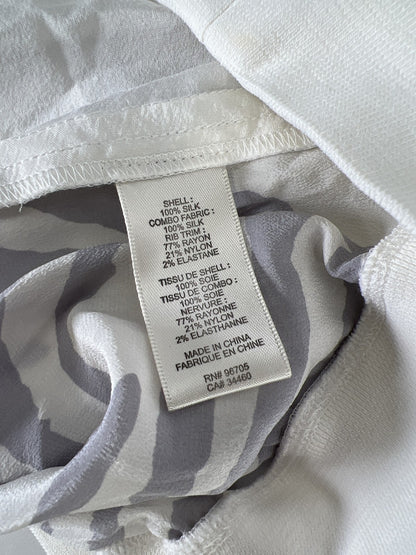 SHELL:
100% SILK
COMBO FABRIC:
100% SILK
RIB TRIM:
77% RAYON
21% NYLON
2% ELASTANE
TISSU DE SHELL:
100% SOIE
TISSU DE COMBO:
100% SOIE
NERVURE:
77% RAYONNE
21% NYLON
2% ELASTHANNE
MADE IN CHINA
FABRIQUE EN CHINE
RN# 96705
CA# 34460